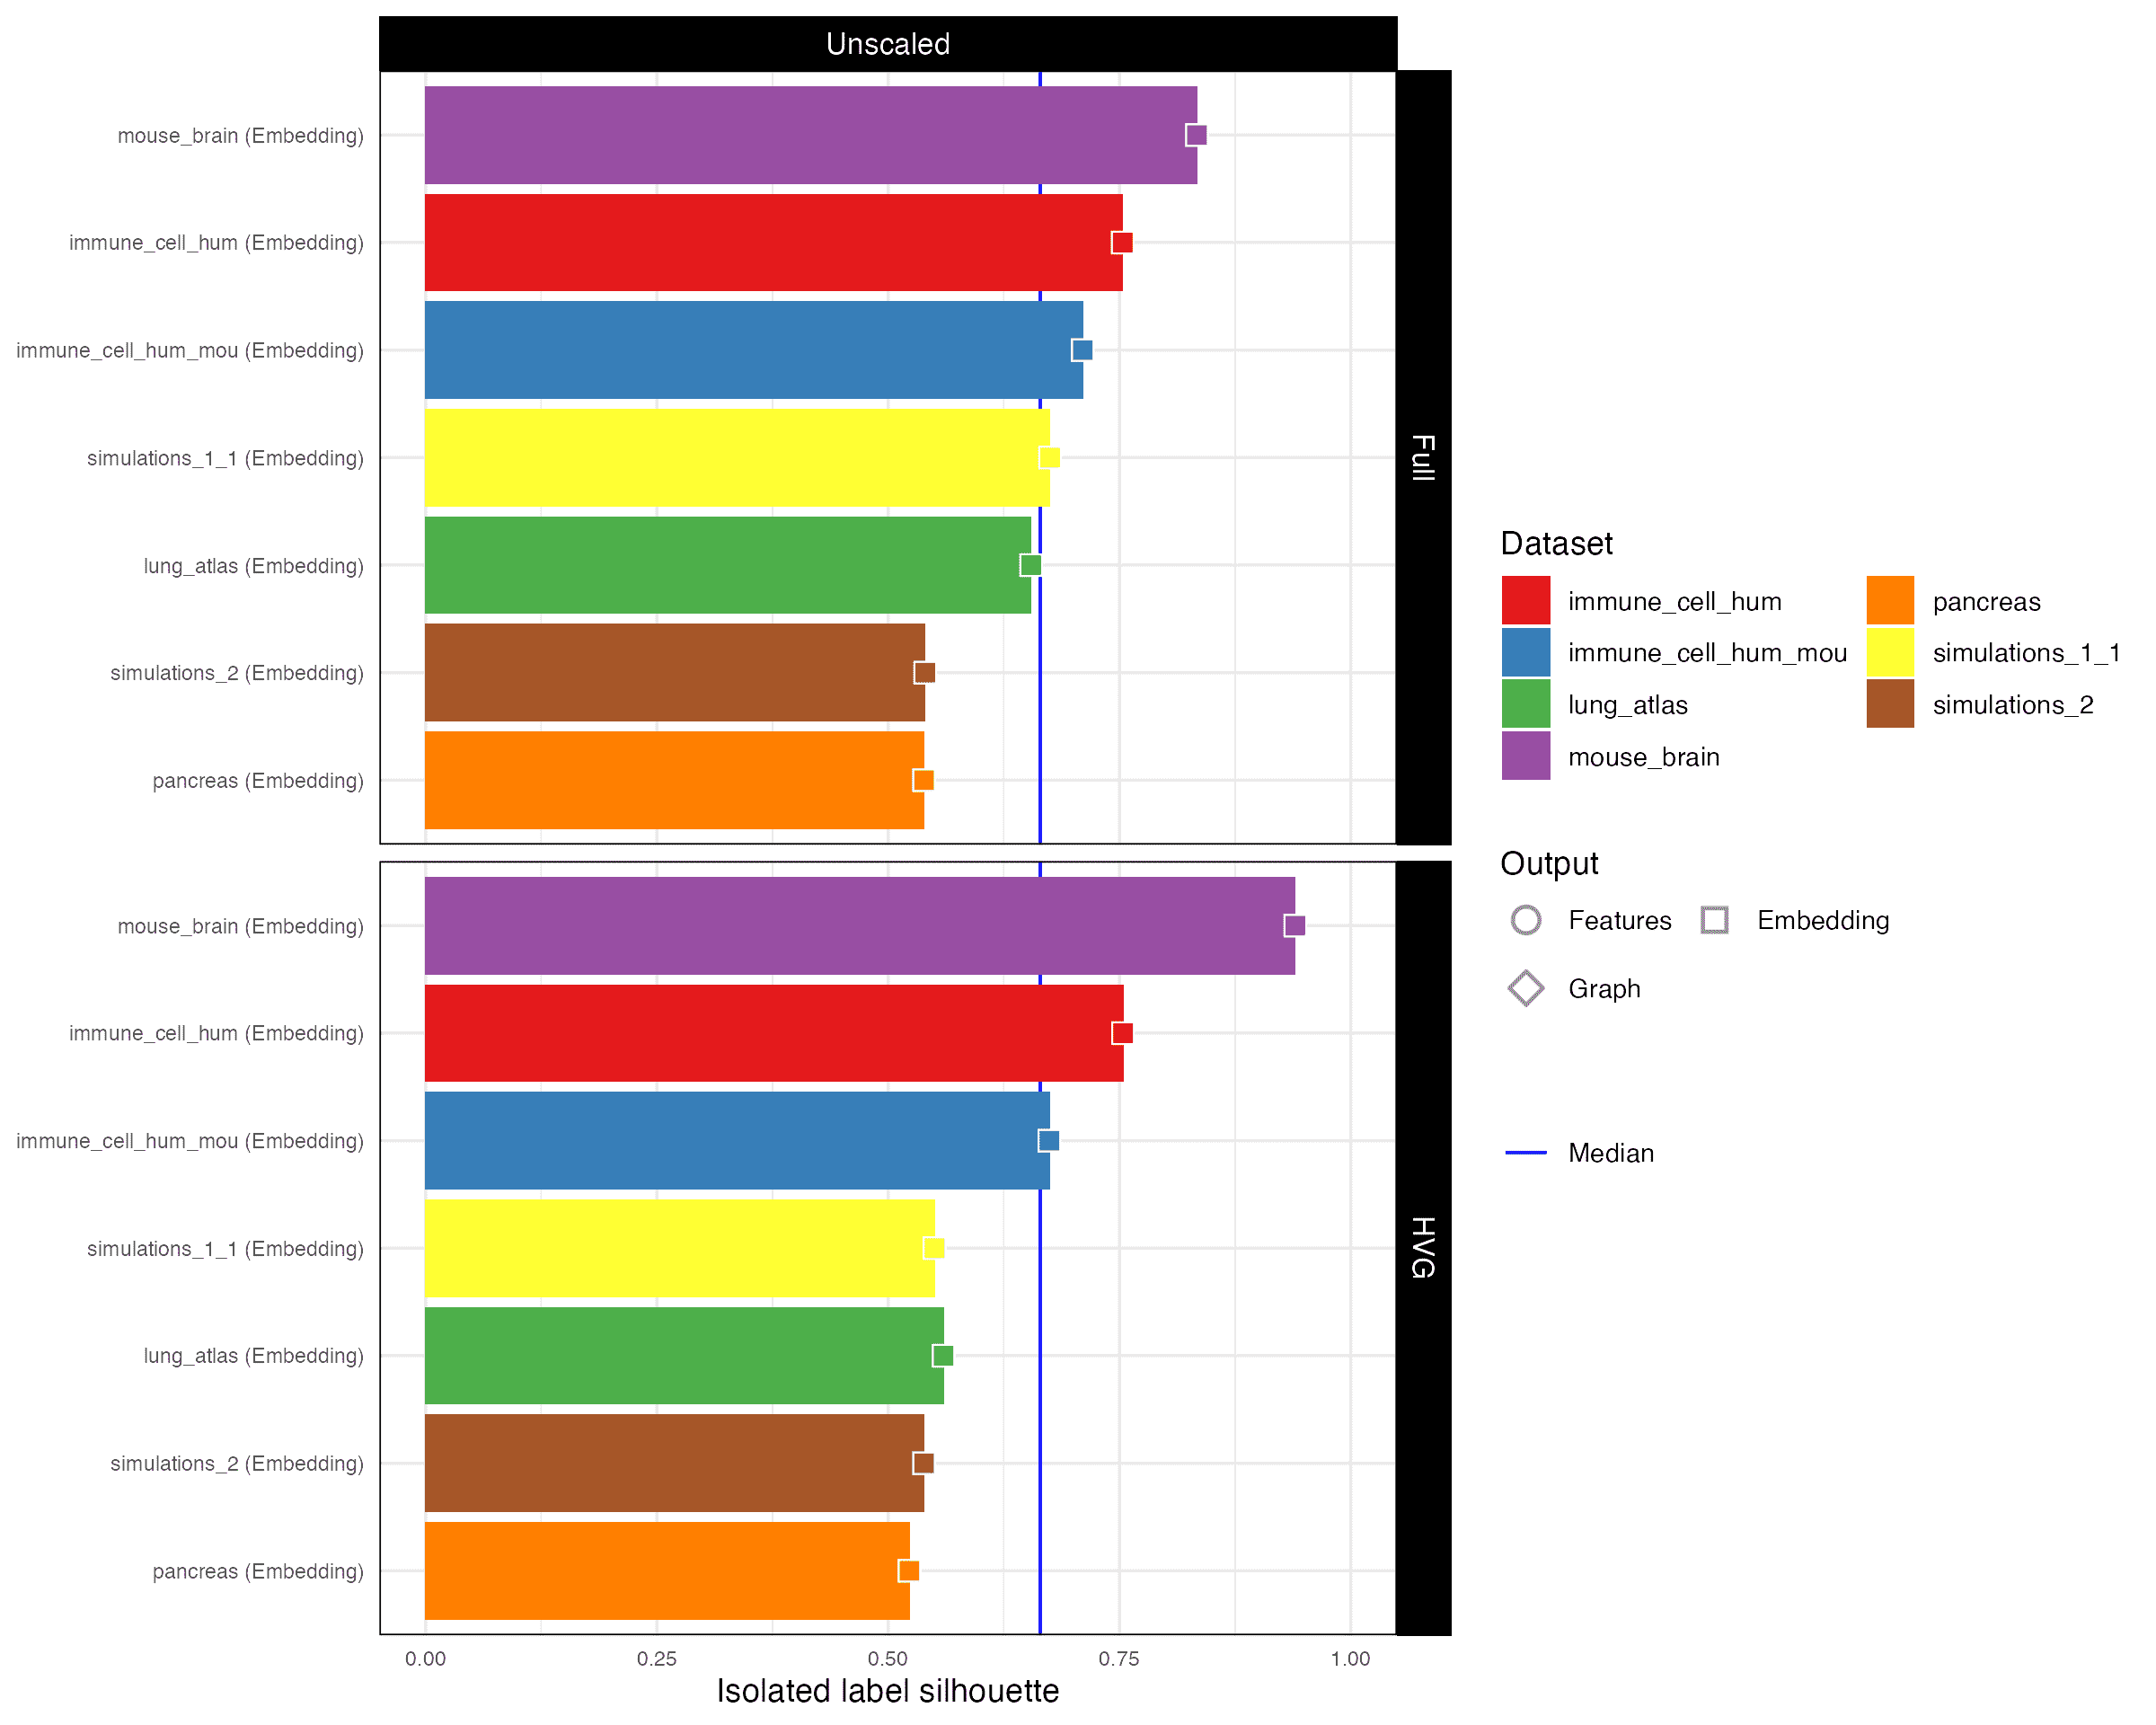 Unscaled
mouse_brain (Embedding)
immune_cell_hum (Embedding)
immune_cell_hum_mou (Embedding)
simulations_1_1 (Embedding)
lung_atlas (Embedding)
simulations_2 (Embedding)
pancreas (Embedding)
Full
mouse_brain (Embedding)
immune_cell_hum (Embedding)
immune_cell_hum_mou (Embedding)
simulations_1_1 (Embedding)
lung_atlas (Embedding)
simulations_2 (Embedding)
pancreas (Embedding)
HVG
0.00 0.25 0.50 0.75 1.00
Isolated label silhouette
Dataset
immune_cell_hum
immune_cell_hum_mou
lung_atlas
mouse_brain
pancreas
simulations_1_1
simulations_2
Output
Features Embedding
Graph
Median